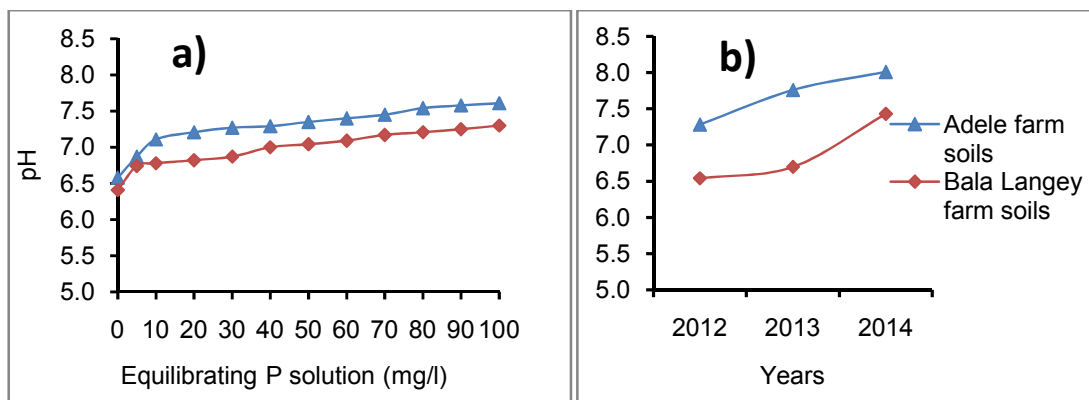 a)
8.5
8.0
7.5
7.0
6.5
6.0
5.5
5.0
pH
0 10 20 30 40 50 60 70 80 90 100
Equilibrating P solution (mg/l)
b)
8.5
8.0
7.5
7.0
6.5
6.0
5.5
5.0
2012 2013 2014
Years
Adele farm
soils
Bala Langey
farm soils